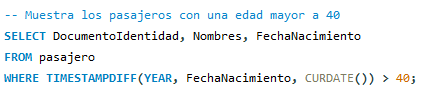 -- Muestra los pasajeros con una edad mayor a 40
SELECT DocumentoIdentidad, Nombres, FechaNacimiento
FROM pasajero
WHERE TIMESTAMPDIFF(YEAR, FechaNacimiento, CURDATE()) > 40;